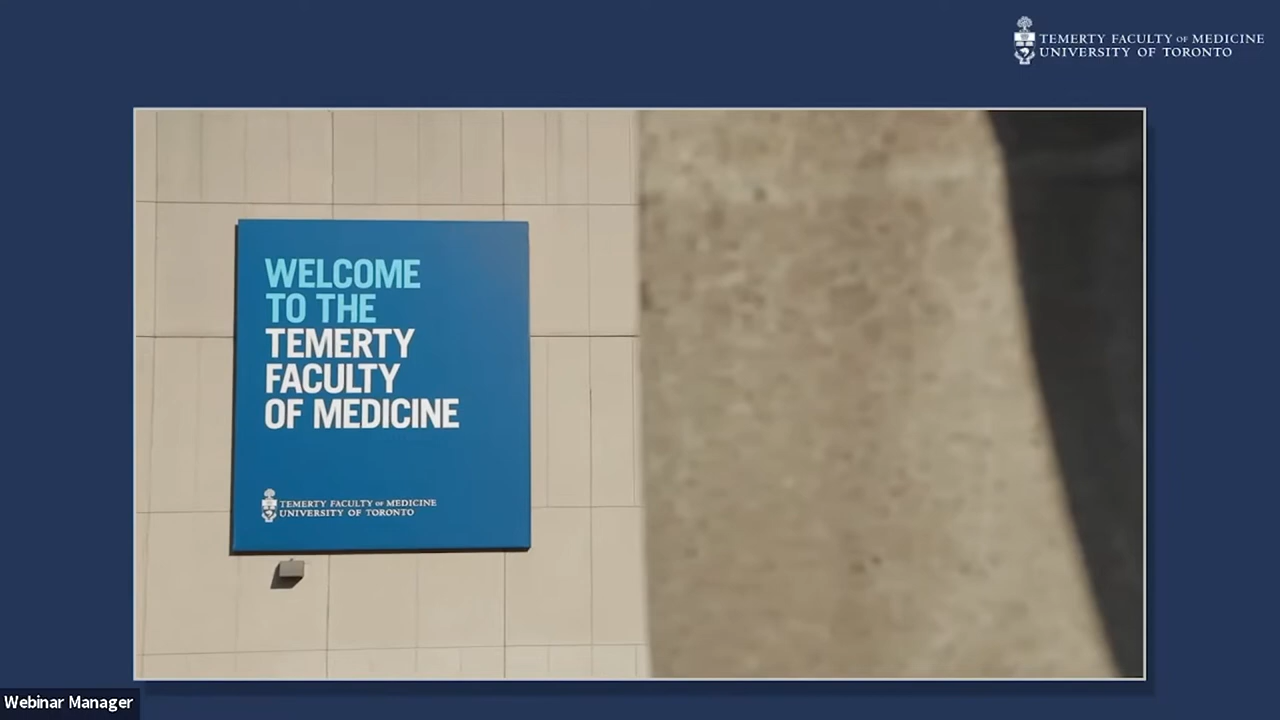 TEMERTY FACULTY OF MEDICINE
UNIVERSITY OF TORONTO
WELCOME
TO THE
TEMERTY
FACULTY
OF MEDICINE
TEMERTY FACULTY OF MEDICINE
UNIVERSITY OF TORONTO
Webinar Manager